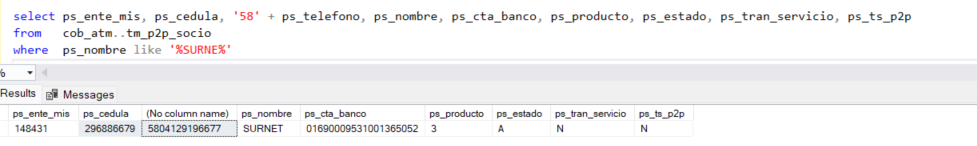 select ps_ente_mis, ps_cedula, '58' + ps_telefono, ps_nombre, ps_cta_banco, ps_producto, ps_estado, ps_tran_servicio, ps_ts_p2p
from cob_atm..tm_p2p_socio
where ps_nombre like '%SURNE%'
%
Results Messages
ps_ente_mis ps_cedula (No column name) ps_nombre ps_cta_banco ps_producto ps_estado ps_tran_servicio ps_ts_p2p
148431 296886679 5804129196677 SURNET 01690009531001365052 3 A N N